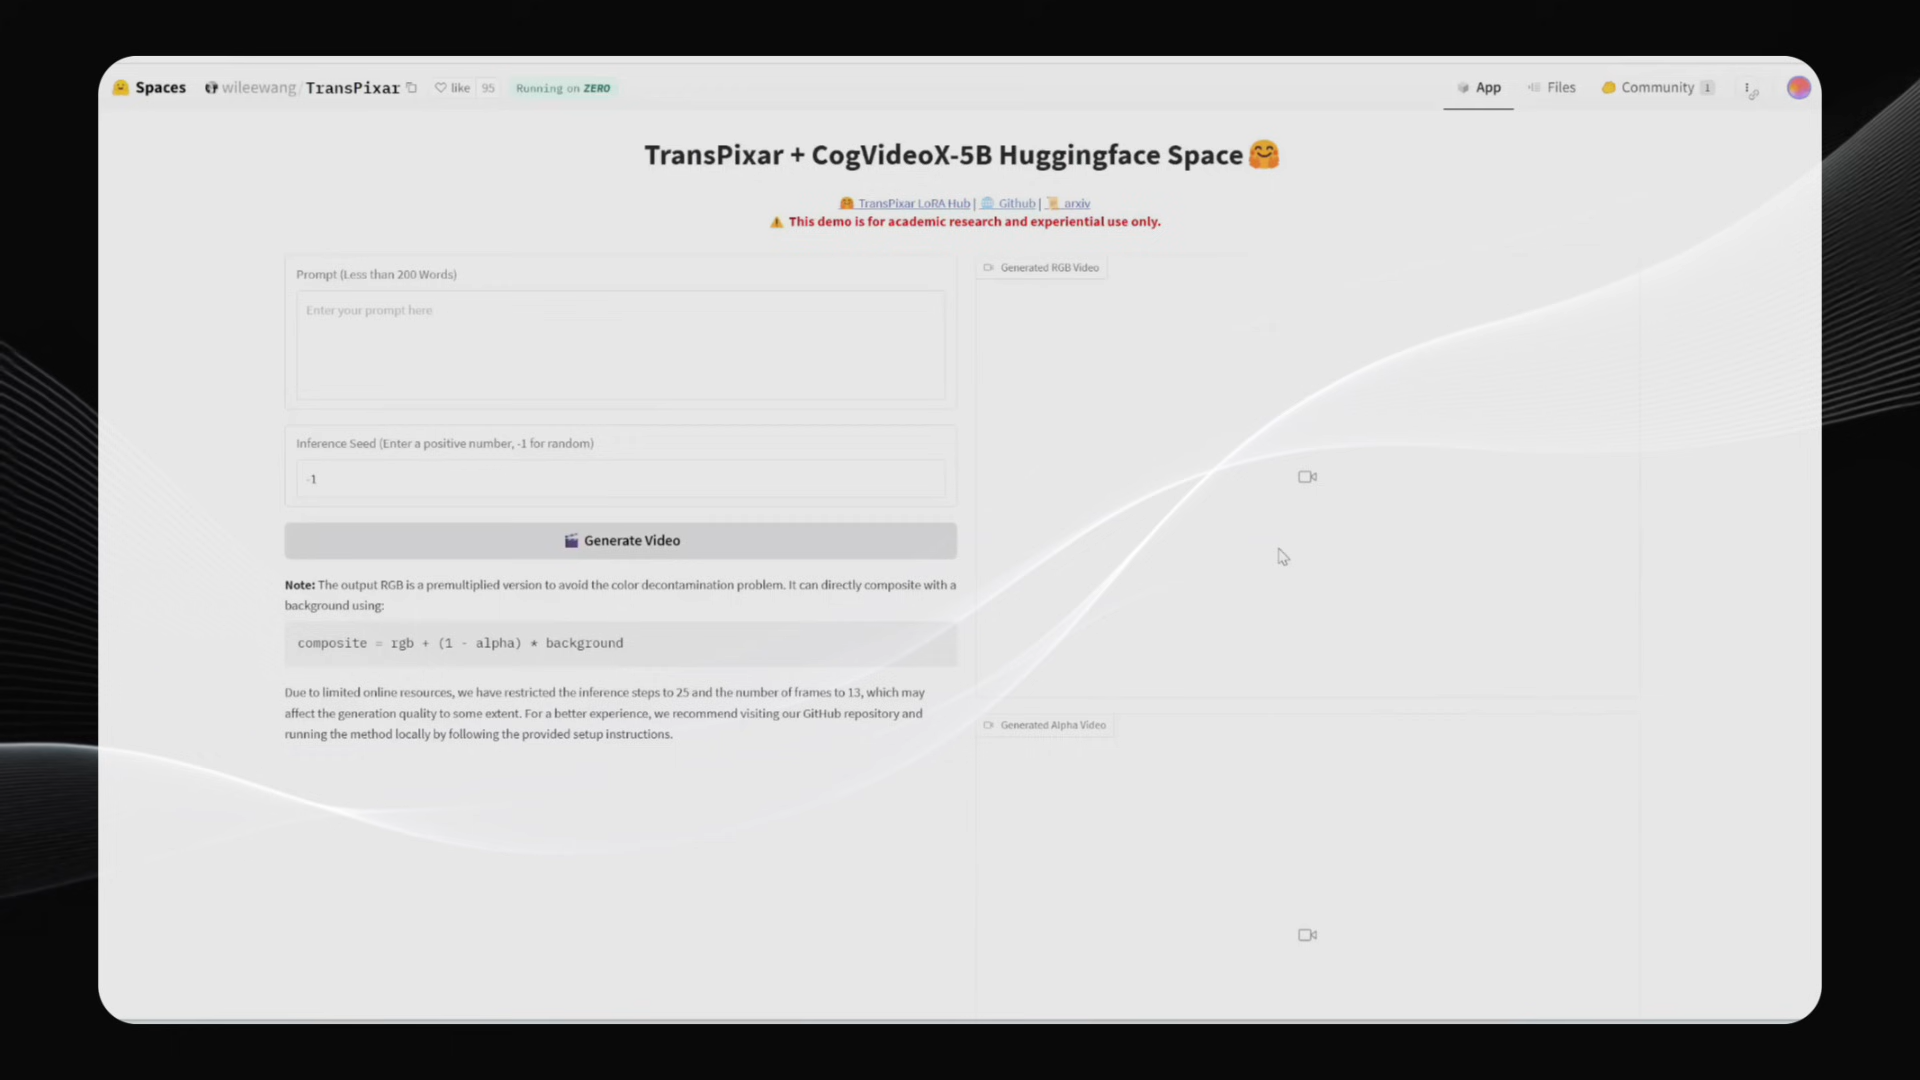 Spaces wileewang/TransPixar like 95 Running on ZERO App Files Community 1
TransPixar + CogVideoX-5B Huggingface Space
TransPixar LoRA Hub | Github | arxiv
This demo is for academic research and experiential use only.
Prompt (Less than 200 Words)
Enter your prompt here
Inference Seed (Enter a positive number, -1 for random)
-1
Generate Video
Note: The output RGB is a premultiplied version to avoid the color decontamination problem. It can directly composite with a
background using:
composite = rgb + (1 - alpha) * background
Due to limited online resources, we have restricted the inference steps to 25 and the number of frames to 13, which may
affect the generation quality to some extent. For a better experience, we recommend visiting our GitHub repository and
running the method locally by following the provided setup instructions.
Generated RGB Video
Generated Alpha Video